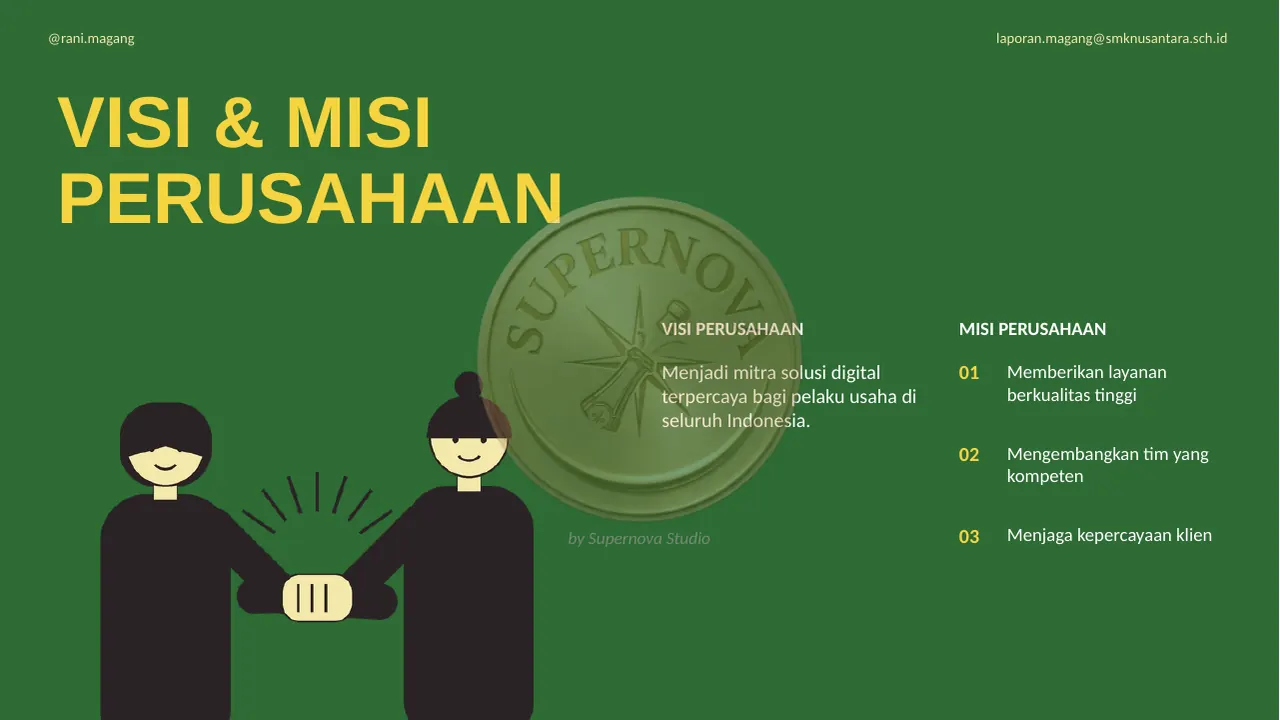 @rani.magang
laporan.magang@smknusantara.sch.id
VISI & MISI
PERUSAHAAN
SUPERNOVA
VISI PERUSAHAAN
Menjadi mitra solusi digital
terpercaya bagi pelaku usaha di
seluruh Indonesia.
MISI PERUSAHAAN
01 Memberikan layanan
berkualitas tinggi
02 Mengembangkan tim yang
kompeten
03 Menjaga kepercayaan klien
by Supernova Studio